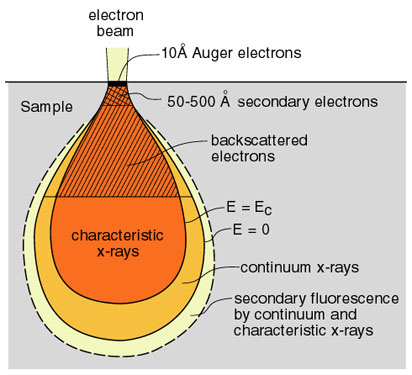 electron
beam
10Å Auger electrons
Sample
50-500 Å secondary electrons
backscattered
electrons
E = Ec
E = 0
characteristic
x-rays
continuum x-rays
secondary fluorescence
by continuum and
characteristic x-rays